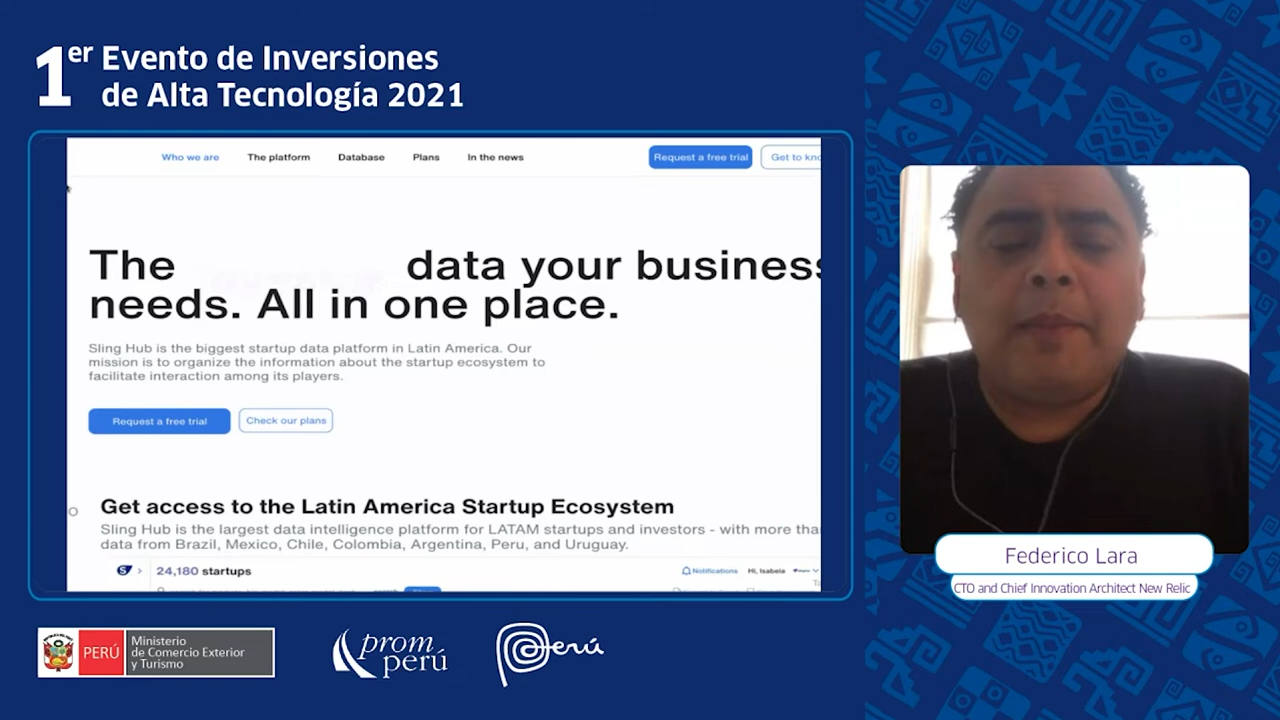 1er Evento de Inversiones
de Alta Tecnología 2021
Who we are The platform Database Plans In the news Request a free trial Get to kno
The data your business
needs. All in one place.
Sling Hub is the biggest startup data platform in Latin America. Our
mission is to organize the information about the startup ecosystem to
facilitate interaction among its players.
Request a free trial Check our plans
Get access to the Latin America Startup Ecosystem
Sling Hub is the largest data intelligence platform for LATAM startups and investors - with more tha
data from Brazil, Mexico, Chile, Colombia, Argentina, Peru, and Uruguay.
24,180 startups Notifications Hi, Isabela
Federico Lara
CTO and Chief Innovation Architect New Relic
PERÚ
Ministerio
de Comercio Exterior
y Turismo
prom
perú
Perú